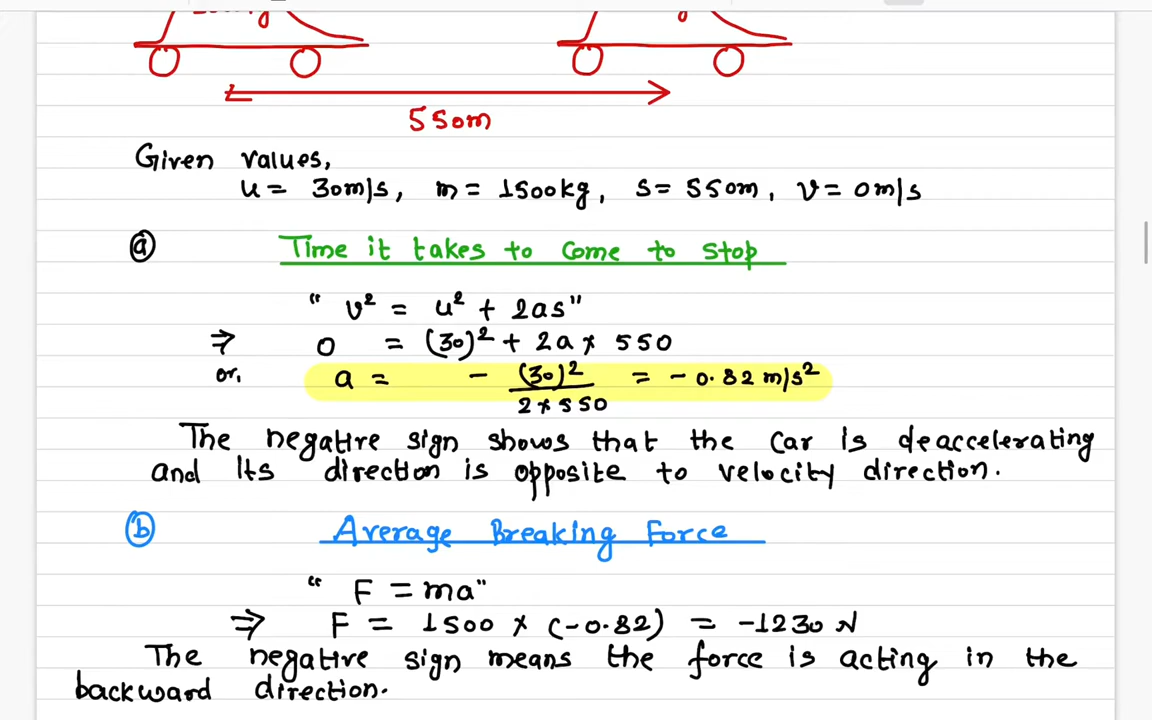 550m
Given values,
u = 30m/s, m = 1500kg, s = 550m, v = 0m/s
ⓐ Time it takes to come to stop
"v² = u² + 2as"
⇒ 0 = (30)² + 2a × 550
or, a = - (30)² / 2×550 = -0.82 m/s²
The negative sign shows that the car is deaccelerating
and its direction is opposite to velocity direction.
ⓑ Average Breaking Force
"F = ma"
⇒ F = 1500 × (-0.82) = -1230 N
The negative sign means the force is acting in the
backward direction.